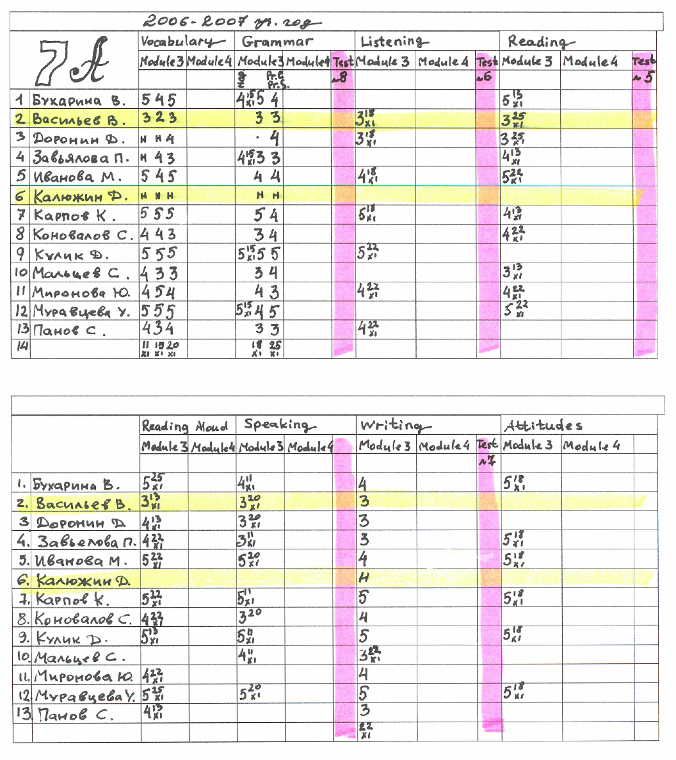 2006-2007 уч. год
7 А
Vocabulary Grammar Listening Reading
Module 3 Module 4 Module 3 Module 4 Test №8 Module 3 Module 4 Test №6 Module 3 Module 4 Test №5
1 Бухарина В. 5 4 5 4 15/XI 5 4 5 13/XI
2 Васильев В. 3 2 3 3 3 3 18/XI 3 25/XI
3 Доронин Д. н н 4 · 4 3 18/XI 3 25/XI
4 Завьялова П. н 4 3 4 15/XI 3 3 4 13/XI
5 Иванова М. 5 4 5 4 4 4 18/XI 5 22/XI
6 Калюжин Д. н н н н н
7 Карпов К. 5 5 5 5 4 5 18/XI 4 13/XI
8 Коновалов С. 4 4 3 3 4 4 22/XI
9 Кулик Д. 5 5 5 5 15/XI 5 5 5 22/XI
10 Мальцев С. 4 3 3 3 4 3 13/XI
11 Миронова Ю. 4 5 4 4 3 4 22/XI 4 22/XI
12 Муравцева У. 5 5 5 5 15/XI 4 5 5 22/XI
13 Панов С. 4 3 4 3 3 4 22/XI
14 11/XI 15/XI 20/XI 18/XI 25/XI
Reading Aloud Speaking Writing Attitudes
Module 3 Module 4 Module 3 Module 4 Module 3 Module 4 Test №7 Module 3 Module 4
1. Бухарина В. 5 25/XI 4 11/XI 4 5 18/XI
2. Васильев В. 3 13/XI 3 20/XI 3
3 Доронин Д. 4 13/XI 3 20/XI 3
4. Завьелова П. 4 22/XI 3 11/XI 3 5 18/XI
5. Иванова М. 5 22/XI 5 20/XI 4 5 18/XI
6. Калюжин Д. н
7. Карпов К. 5 22/XI 5 11/XI 5 5 18/XI
8. Коновалов С. 4 22/XI 3 20 4
9. Кулик Д. 5 13/XI 5 11/XI 5 5 18/XI
10. Мальцев С. 4 11/XI 3 22/XI
11. Миронова Ю. 4 22/XI 4
12 Муравцева У. 5 25/XI 5 20/XI 5 5 18/XI
13 Панов С. 4 13/XI 3
22/XI